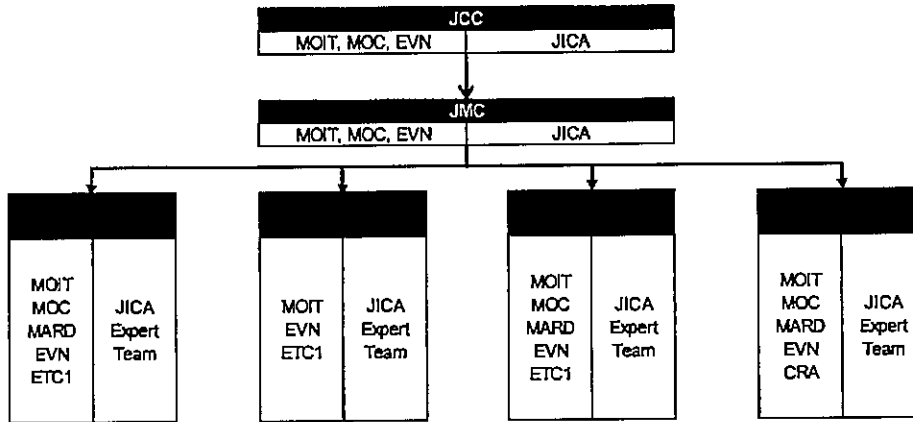 JCC
MOIT, MOC, EVN
JICA
JMC
MOIT, MOC, EVN
JICA
MOIT
MOC
MARD
EVN
ETC1
JICA
Expert
Team
MOIT
EVN
ETC1
JICA
Expert
Team
MOIT
MOC
MARD
EVN
ETC1
JICA
Expert
Team
MOIT
MOC
MARD
EVN
CRA
JICA
Expert
Team